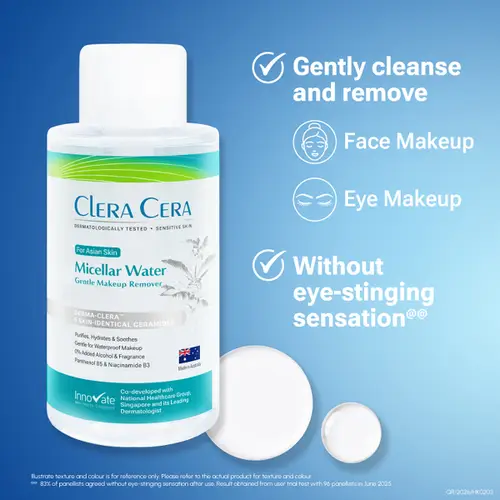 Gently cleanse
and remove
Face Makeup
Eye Makeup
Without
eye-stinging
sensation@@
CLERA CERA
DERMATOLOGICALLY TESTED • SENSITIVE SKIN
For Asian Skin
Micellar Water
Gentle Makeup Remover
DERMA-CLERA™
Purifies, Hydrates & Soothes
Gentle for Waterproof Makeup
0% Added Alcohol & Fragrance
Panthenol B5 & Niacinamide B3
Made in Australia
Innovate
Co-developed with
National Healthcare Group,
Singapore and its Leading
Dermatologist
Illustrate texture and colour is for reference only. Please refer to the actual product for texture and colour.
@@ 83% of panellists agreed without eye-stinging sensation after use. Result obtained from user trial test with 96 panellists in June 2023.